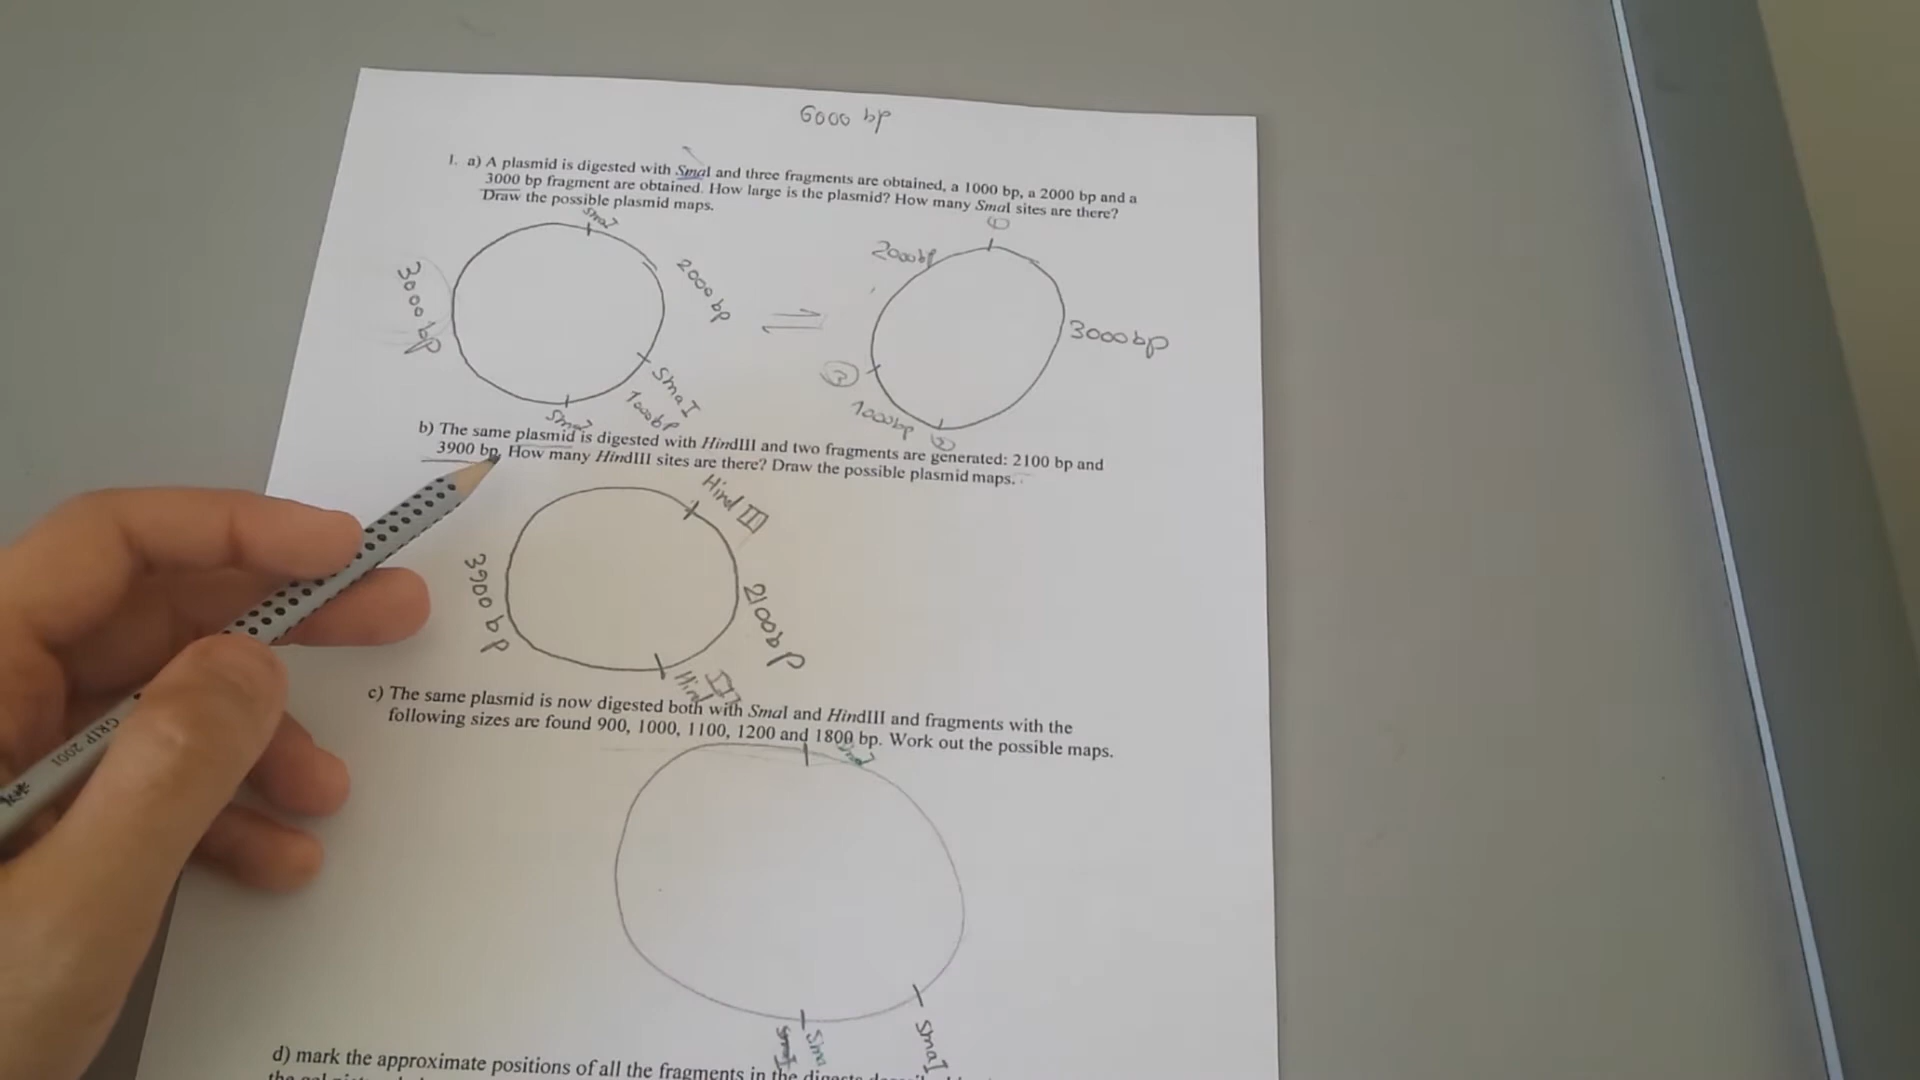 6000 bp
1. a) A plasmid is digested with SmaI and three fragments are obtained, a 1000 bp, a 2000 bp and a
3000 bp fragment are obtained. How large is the plasmid? How many SmaI sites are there?
Draw the possible plasmid maps.
SmaI
2000 bp
3000 bp
SmaI
1000 bp
SmaI
1
2000 bp
3000 bp
3
1000 bp
2
b) The same plasmid is digested with HindIII and two fragments are generated: 2100 bp and
3900 bp. How many HindIII sites are there? Draw the possible plasmid maps.
Hind III
3900 bp
2100 bp
Hind III
c) The same plasmid is now digested both with SmaI and HindIII and fragments with the
following sizes are found 900, 1000, 1100, 1200 and 1800 bp. Work out the possible maps.
SmaI
SmaI
Sma
SmaI
d) mark the approximate positions of all the fragments in the
GRIP 2001